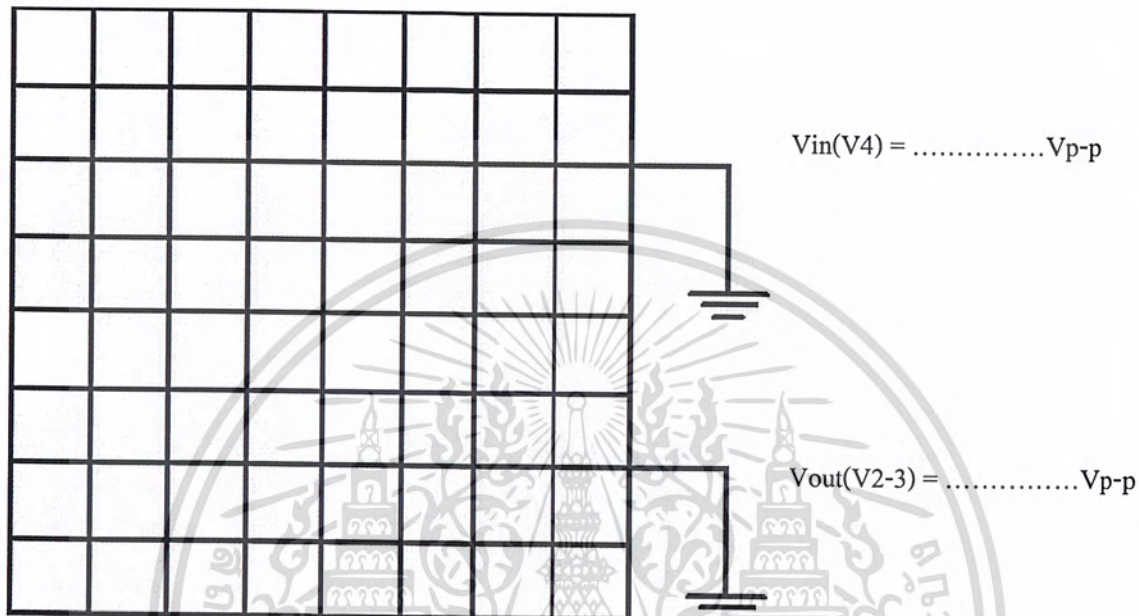 Vin(V4) = ...............Vp-p
Vout(V2-3) = ...............Vp-p